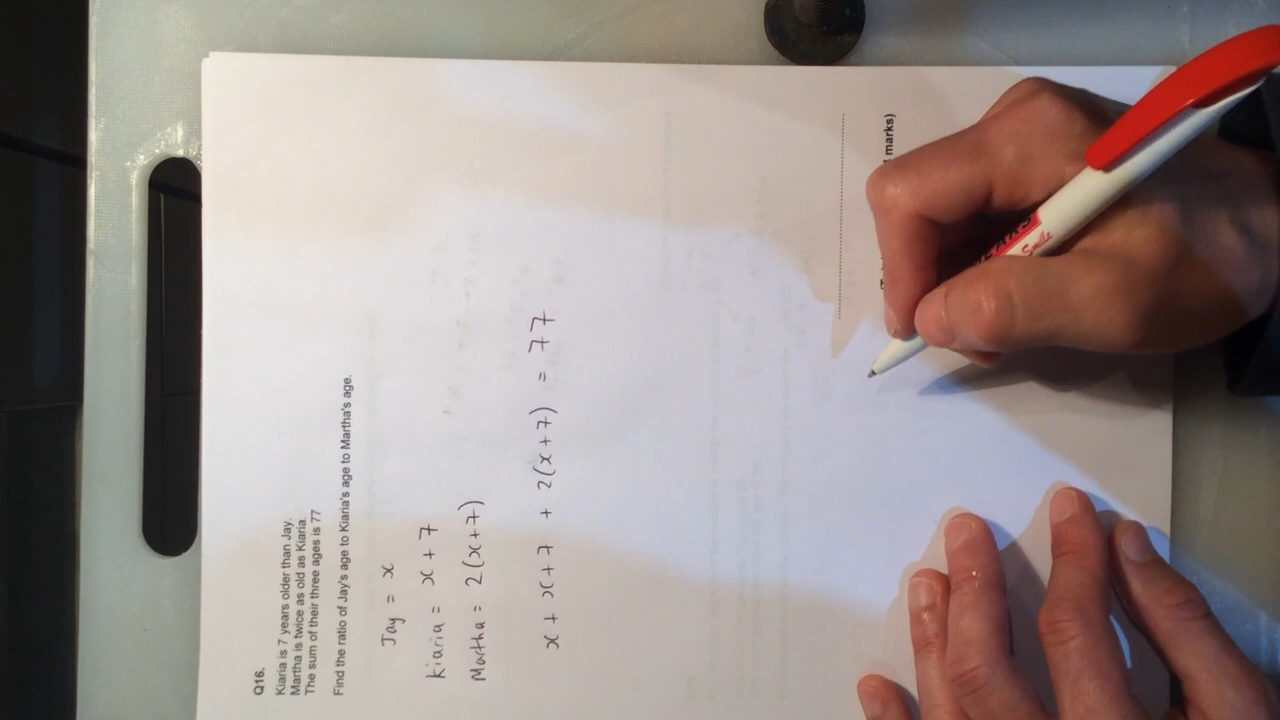 Q16.
Kiaria is 7 years older than Jay.
Martha is twice as old as Kiaria.
The sum of their three ages is 77
Find the ratio of Jay's age to Kiaria's age to Martha's age.
Jay = x
Kiaria = x + 7
Martha = 2(x+7)
x + x+7 + 2(x+7) = 77
marks)
Smile